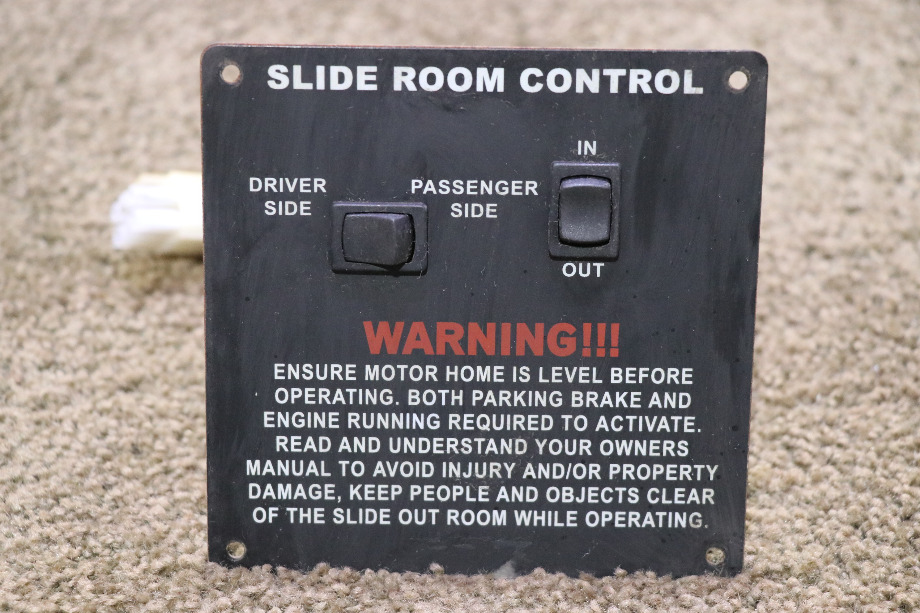 SLIDE ROOM CONTROL
DRIVER
SIDE
PASSENGER
SIDE
IN
OUT
WARNING!!!
ENSURE MOTOR HOME IS LEVEL BEFORE
OPERATING. BOTH PARKING BRAKE AND
ENGINE RUNNING REQUIRED TO ACTIVATE.
READ AND UNDERSTAND YOUR OWNERS
MANUAL TO AVOID INJURY AND/OR PROPERTY
DAMAGE, KEEP PEOPLE AND OBJECTS CLEAR
OF THE SLIDE OUT ROOM WHILE OPERATING.